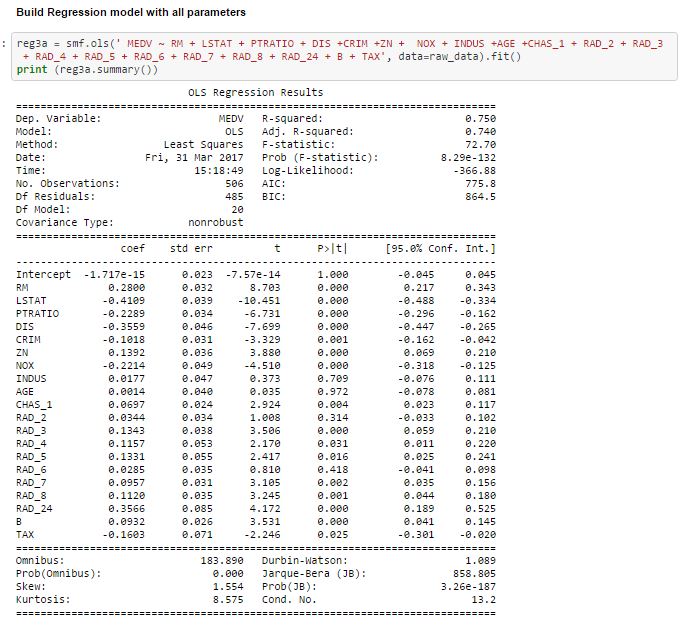 Build Regression model with all parameters
: reg3a = smf.ols(' MEDV ~ RM + LSTAT + PTRATIO + DIS +CRIM +ZN +  NOX + INDUS +AGE +CHAS_1 + RAD_2 + RAD_3
+ RAD_4 + RAD_5 + RAD_6 + RAD_7 + RAD_8 + RAD_24 + B + TAX', data=raw_data).fit()
print (reg3a.summary())
OLS Regression Results
==============================================================================
Dep. Variable: MEDV R-squared: 0.750
Model: OLS Adj. R-squared: 0.740
Method: Least Squares F-statistic: 72.70
Date: Fri, 31 Mar 2017 Prob (F-statistic): 8.29e-132
Time: 15:18:49 Log-Likelihood: -366.88
No. Observations: 506 AIC: 775.8
Df Residuals: 485 BIC: 864.5
Df Model: 20
Covariance Type: nonrobust
==============================================================================
coef std err t P>|t| [95.0% Conf. Int.]
------------------------------------------------------------------------------
Intercept -1.717e-15 0.023 -7.57e-14 1.000 -0.045 0.045
RM 0.2800 0.032 8.703 0.000 0.217 0.343
LSTAT -0.4109 0.039 -10.451 0.000 -0.488 -0.334
PTRATIO -0.2289 0.034 -6.731 0.000 -0.296 -0.162
DIS -0.3559 0.046 -7.699 0.000 -0.447 -0.265
CRIM -0.1018 0.031 -3.329 0.001 -0.162 -0.042
ZN 0.1392 0.036 3.880 0.000 0.069 0.210
NOX -0.2214 0.049 -4.510 0.000 -0.318 -0.125
INDUS 0.0177 0.047 0.373 0.709 -0.076 0.111
AGE 0.0014 0.040 0.035 0.972 -0.078 0.081
CHAS_1 0.0697 0.024 2.924 0.004 0.023 0.117
RAD_2 0.0344 0.034 1.008 0.314 -0.033 0.102
RAD_3 0.1343 0.038 3.506 0.000 0.059 0.210
RAD_4 0.1157 0.053 2.170 0.031 0.011 0.220
RAD_5 0.1331 0.055 2.417 0.016 0.025 0.241
RAD_6 0.0285 0.035 0.810 0.418 -0.041 0.098
RAD_7 0.0957 0.031 3.105 0.002 0.035 0.156
RAD_8 0.1120 0.035 3.245 0.001 0.044 0.180
RAD_24 0.3566 0.085 4.172 0.000 0.189 0.525
B 0.0932 0.026 3.531 0.000 0.041 0.145
TAX -0.1603 0.071 -2.246 0.025 -0.301 -0.020
==============================================================================
Omnibus: 183.890 Durbin-Watson: 1.089
Prob(Omnibus): 0.000 Jarque-Bera (JB): 858.805
Skew: 1.554 Prob(JB): 3.26e-187
Kurtosis: 8.575 Cond. No. 13.2
==============================================================================